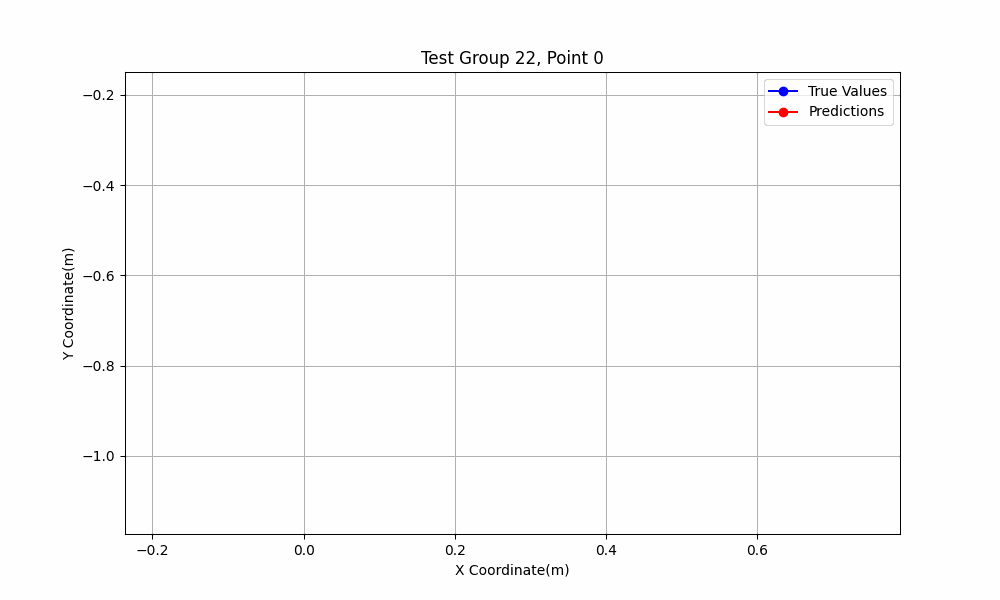 Test Group 22, Point 0
True Values
Predictions
−0.2
−0.4
−0.6
−0.8
−1.0
Y Coordinate(m)
−0.2 0.0 0.2 0.4 0.6
X Coordinate(m)